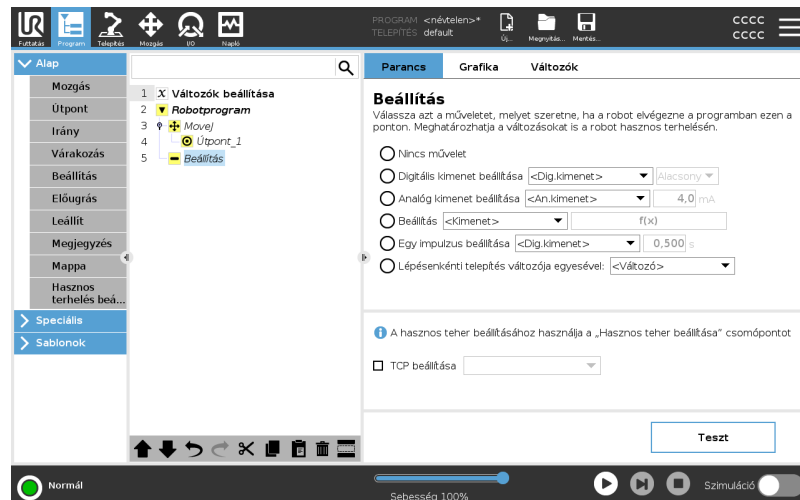 PROGRAM <névtelen>*
TELEPÍTÉS default
CCCC
CCCC
Futtatás Program Telepítés Mozgás I/O Napló Új... Megnyitás... Mentés...
Alap
Mozgás
Útpont
Irány
Várakozás
Beállítás
Előugrás
Leállít
Megjegyzés
Mappa
Hasznos
terhelés beá...
Speciális
Sablonok
1 X Változók beállítása
2 Robotprogram
3 MoveJ
4 Útpont_1
5 Beállítás
Parancs Grafika Változók
Beállítás
Válassza azt a műveletet, melyet szeretne, ha a robot elvégezne a programban ezen a
ponton. Meghatározhatja a változásokat is a robot hasznos terhelésén.
Nincs művelet
Digitális kimenet beállítása <Dig.kimenet> Alacsony
Analóg kimenet beállítása <An.kimenet> 4,0 mA
Beállítás <Kimenet> f(x)
Egy impulzus beállítása <Dig.kimenet> 0,500 s
Lépésenkénti telepítés változója egyesével: <Változó>
A hasznos teher beállításához használja a „Hasznos teher beállítása” csomópontot
TCP beállítása
Teszt
Normál
Sebesség 100%
Szimuláció